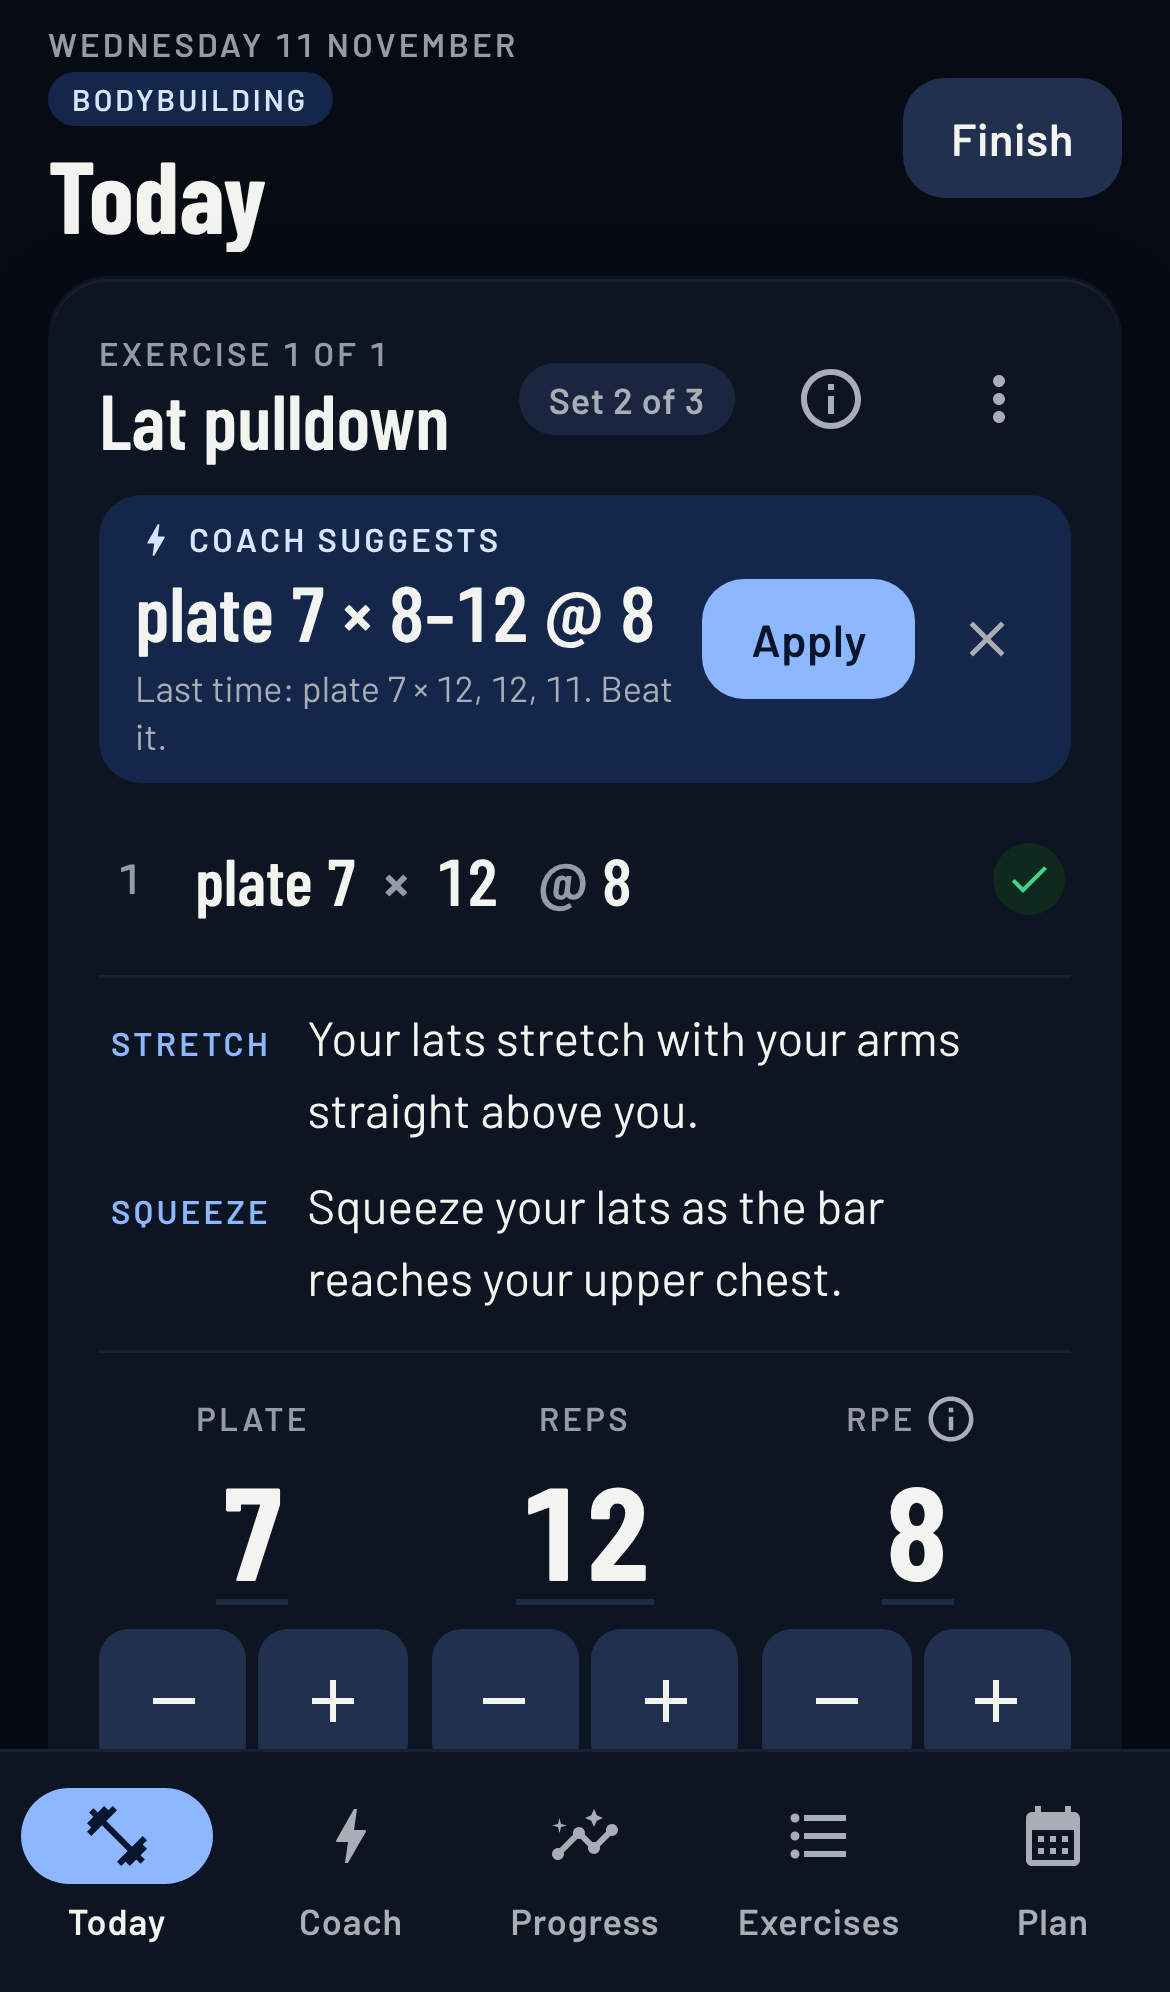 WEDNESDAY 11 NOVEMBER
BODYBUILDING
Finish
Today
EXERCISE 1 OF 1
Lat pulldown
Set 2 of 3
COACH SUGGESTS
plate 7 × 8–12 @ 8
Last time: plate 7 × 12, 12, 11. Beat
it.
Apply
1 plate 7 × 12 @ 8
STRETCH Your lats stretch with your arms
straight above you.
SQUEEZE Squeeze your lats as the bar
reaches your upper chest.
PLATE REPS RPE
7 12 8
Today Coach Progress Exercises Plan